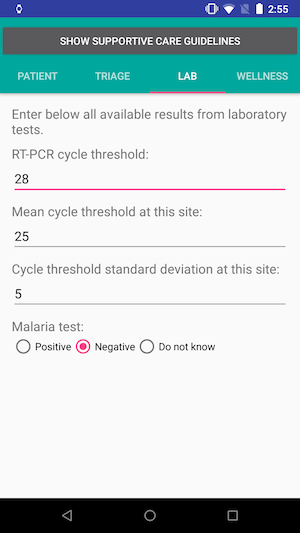 2:55
SHOW SUPPORTIVE CARE GUIDELINES
PATIENT TRIAGE LAB WELLNESS
Enter below all available results from laboratory
tests.
RT-PCR cycle threshold:
28
Mean cycle threshold at this site:
25
Cycle threshold standard deviation at this site:
5
Malaria test:
Positive Negative Do not know